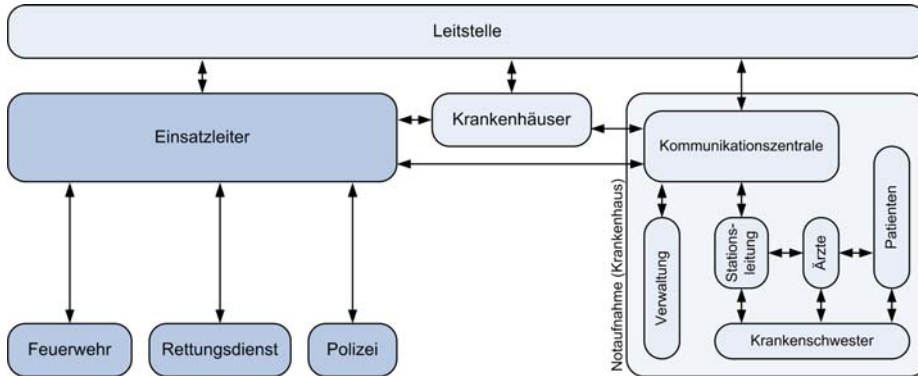 Leitstelle
Einsatzleiter
Krankenhäuser
Kommunikationszentrale
Notaufnahme (Krankenhaus)
Verwaltung
Stations-
leitung
Ärzte
Patienten
Feuerwehr
Rettungsdienst
Polizei
Krankenschwester